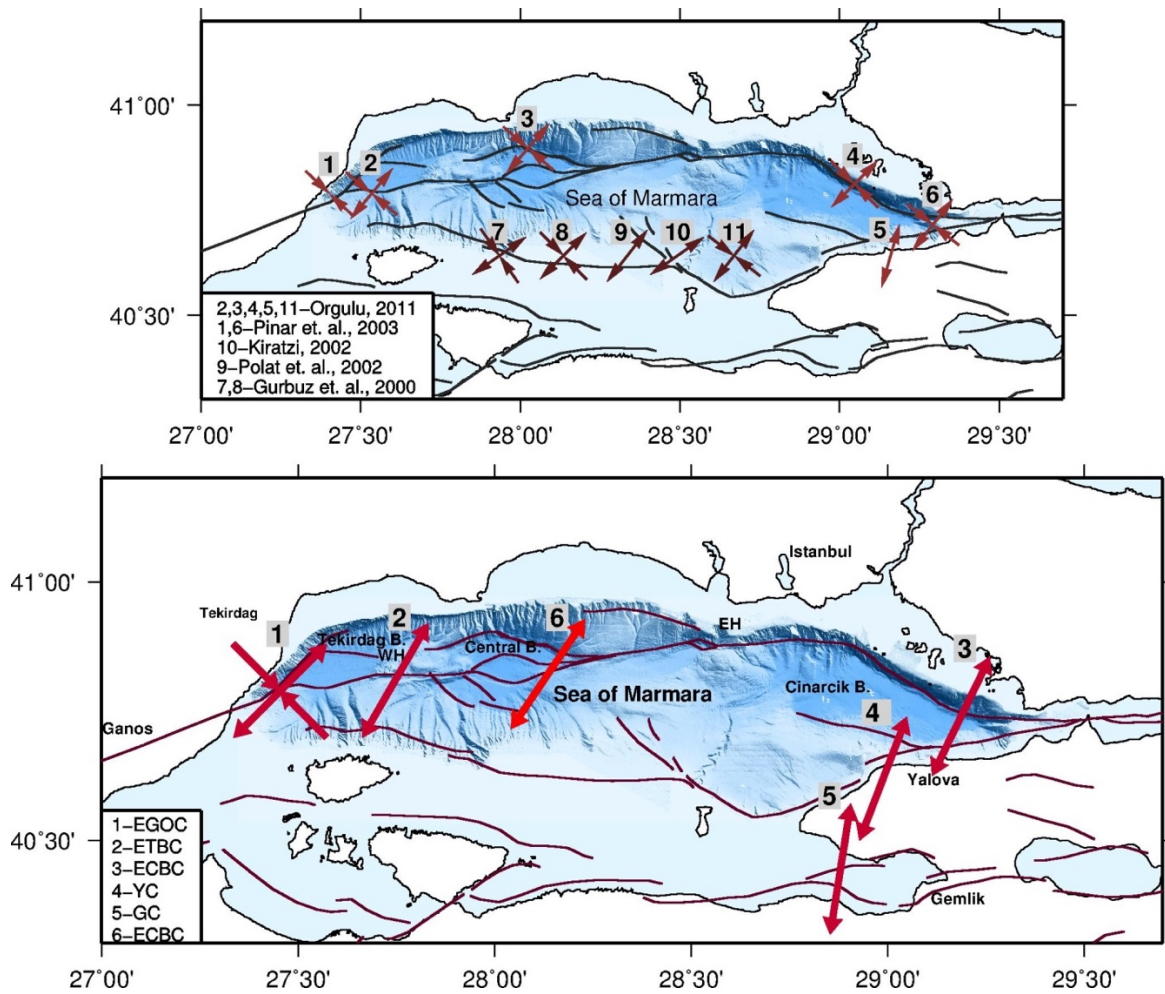 3
41°00'
4
1
2
6
Sea of Marmara
5
7
8
9
10
11
40°30'
2,3,4,5,11–Orgulu, 2011
1,6–Pinar et. al., 2003
10–Kiratzi, 2002
9–Polat et. al., 2002
7,8–Gurbuz et. al., 2000
27°00'
27°30'
28°00'
28°30'
29°00'
29°30'
Istanbul
41°00'
Tekirdag
2
6
1
EH
Tekirdag B.
WH
Central B.
3
Sea of Marmara
Cinarcik B.
4
Ganos
Yalova
5
1–EGOC
2–ETBC
3–ECBC
4–YC
5–GC
6–ECBC
40°30'
Gemlik
27°00'
27°30'
28°00'
28°30'
29°00'
29°30'